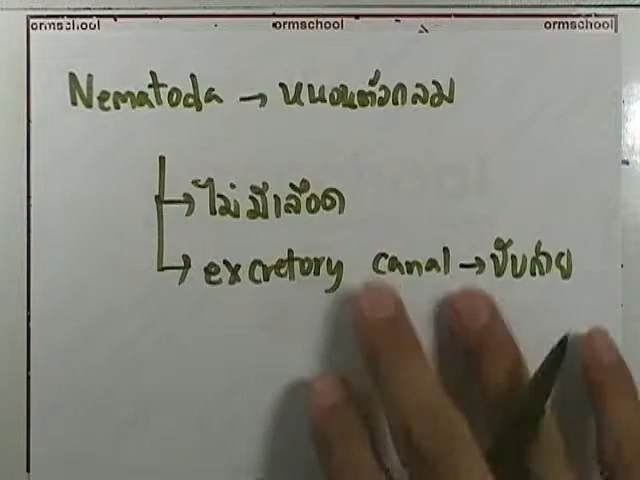 ormschool ormschool ormschool
Nematoda → หนอนตัวกลม
→ ไม่มีเลือด
→ excretory canal → ขับถ่าย